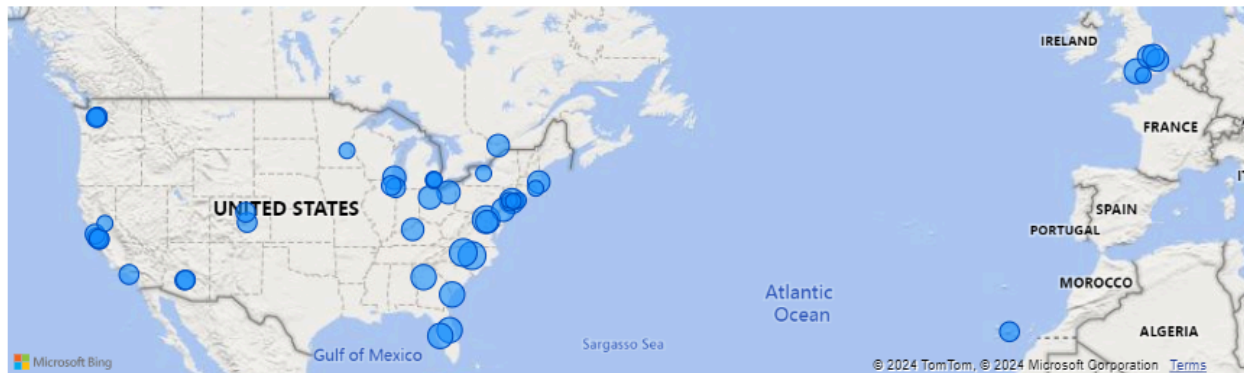 IRELAND
FRANCE
UNITED STATES
SPAIN
PORTUGAL
MOROCCO
Atlantic
Ocean
ALGERIA
Sargasso Sea
Gulf of Mexico
Microsoft Bing
© 2024 TomTom, © 2024 Microsoft Corporation Terms